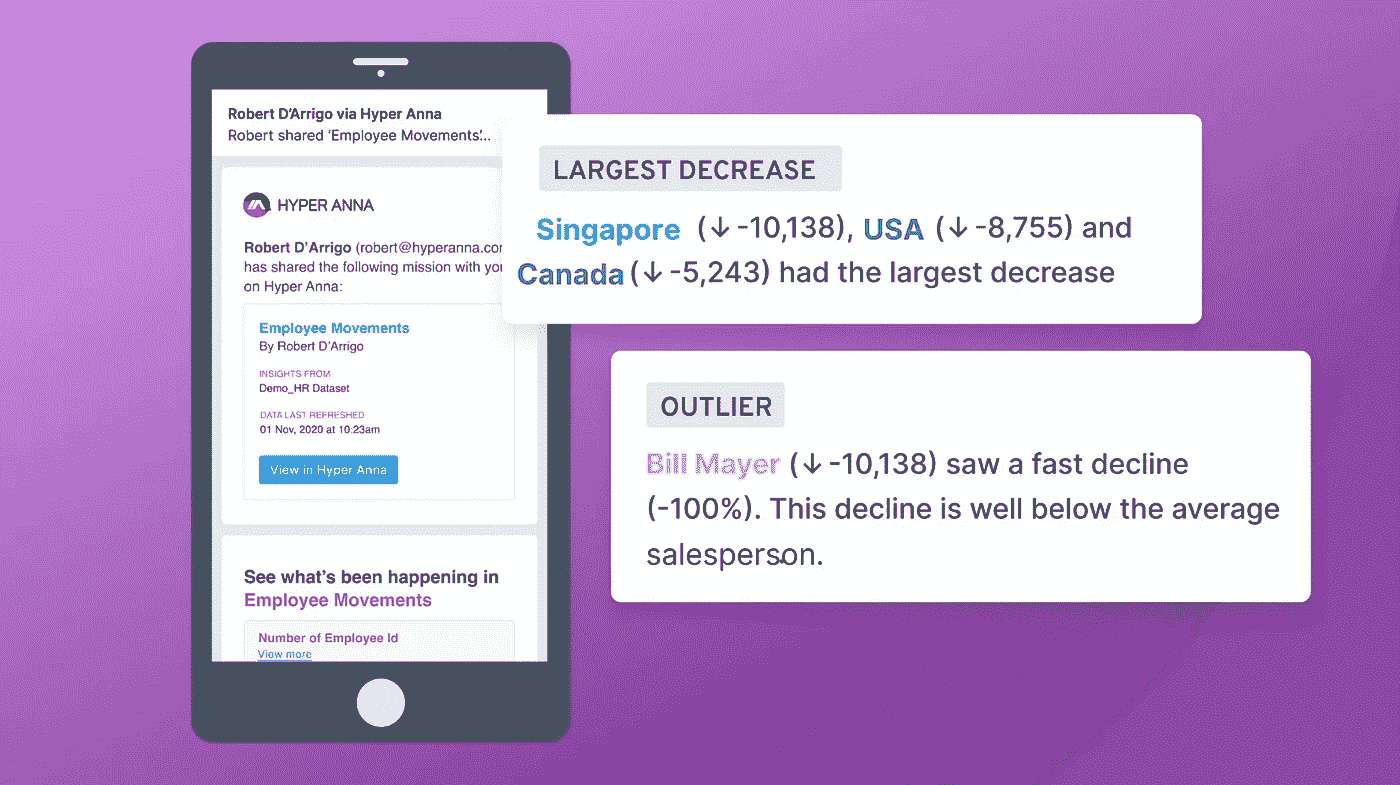 Robert D'Arrigo via Hyper Anna
Robert shared 'Employee Movements'...
HYPER ANNA
Robert D'Arrigo (robert@hyperanna.com
has shared the following mission with you
on Hyper Anna:
Employee Movements
By Robert D'Arrigo
INSIGHTS FROM
Demo_HR Dataset
DATA LAST REFRESHED
01 Nov, 2020 at 10:23am
View in Hyper Anna
See what's been happening in
Employee Movements
Number of Employee Id
View more
LARGEST DECREASE
Singapore (↓ -10,138), USA (↓ -8,755) and
Canada (↓ -5,243) had the largest decrease
OUTLIER
Bill Mayer (↓ -10,138) saw a fast decline
(-100%). This decline is well below the average
salesperson.